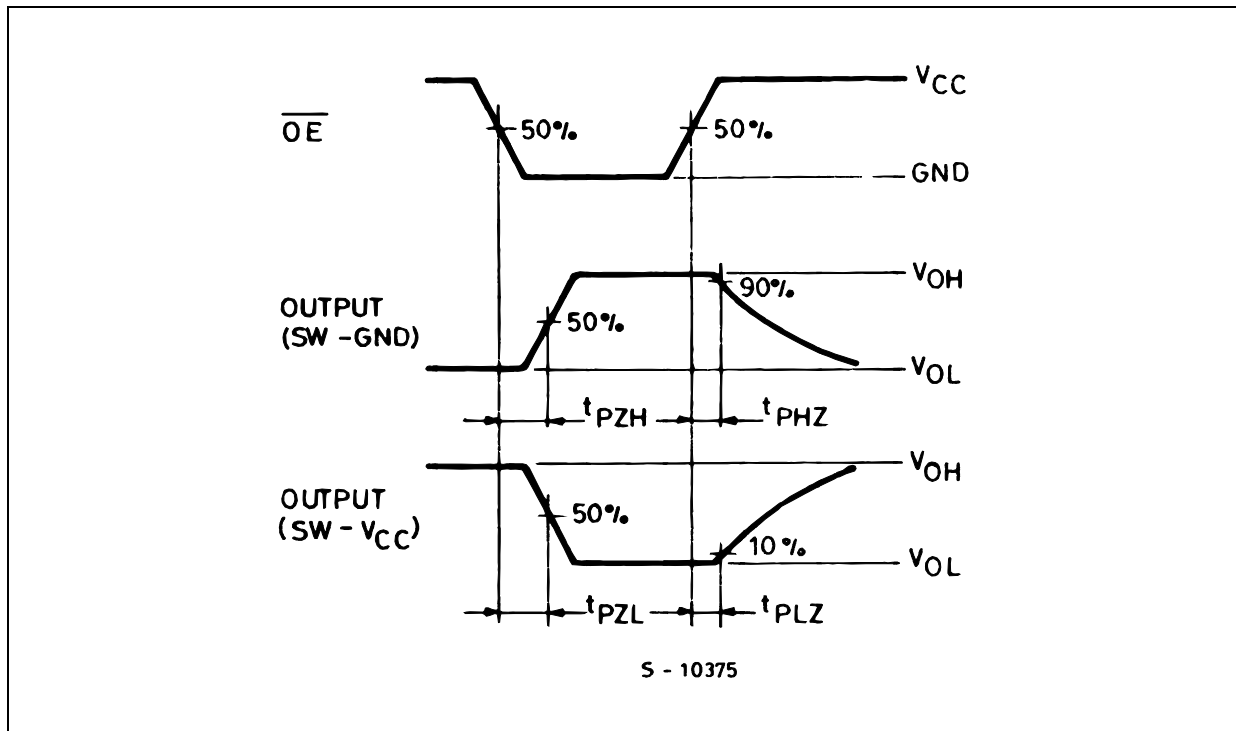 VCC
OE
50%
50%
GND
VOH
90%
OUTPUT
(SW - GND)
50%
VOL
tPZH
tPHZ
VOH
OUTPUT
(SW - VCC)
50%
10%
VOL
tPZL
tPLZ
S - 10375